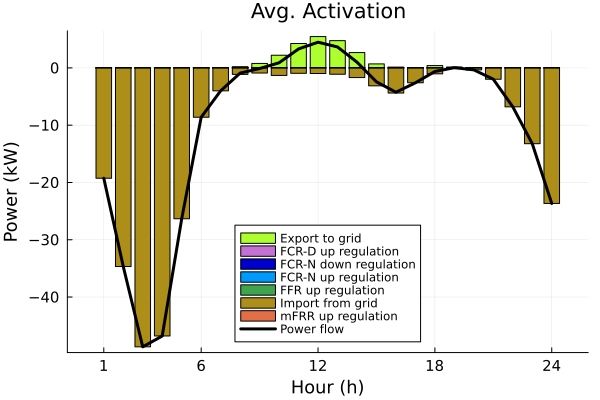 Avg. Activation
Power (kW)
0
−10
−20
−30
−40
Export to grid
FCR-D up regulation
FCR-N down regulation
FCR-N up regulation
FFR up regulation
Import from grid
mFRR up regulation
Power flow
1 6 12 18 24
Hour (h)